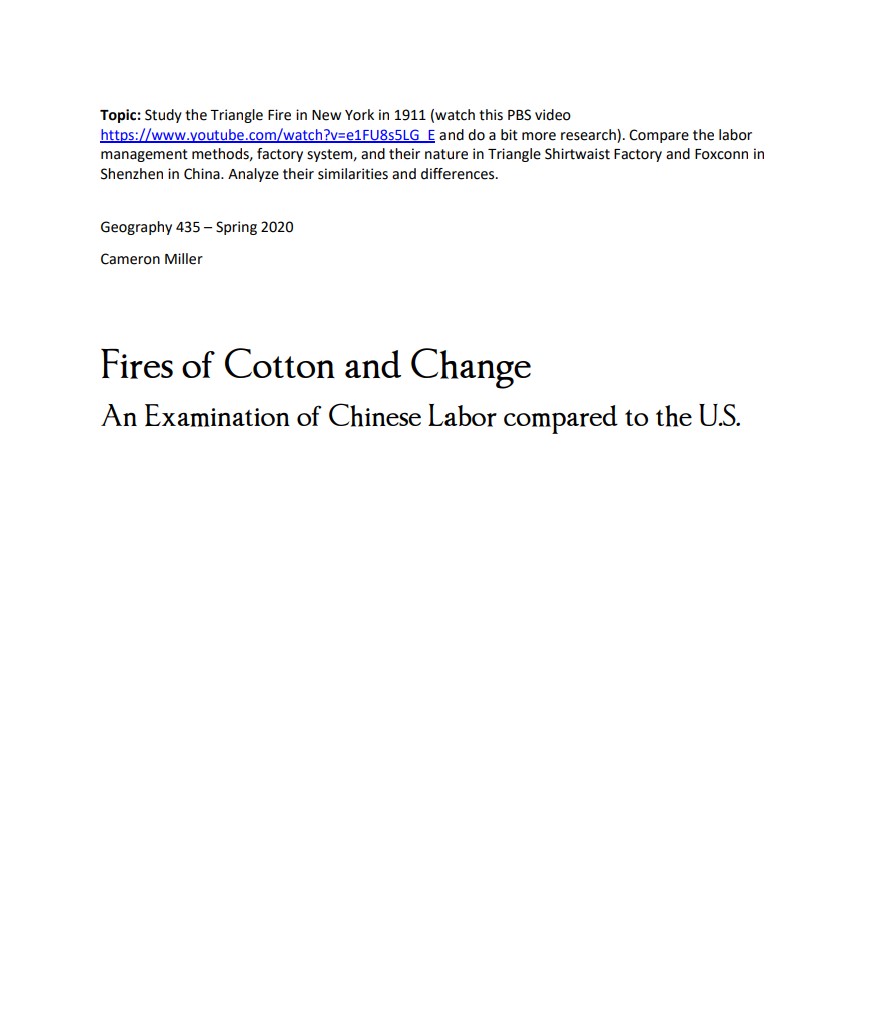 Topic: Study the Triangle Fire in New York in 1911 (watch this PBS video
https://www.youtube.com/watch?v=e1FU8s5LG_E and do a bit more research). Compare the labor
management methods, factory system, and their nature in Triangle Shirtwaist Factory and Foxconn in
Shenzhen in China. Analyze their similarities and differences.
Geography 435 – Spring 2020
Cameron Miller
Fires of Cotton and Change
An Examination of Chinese Labor compared to the U.S.